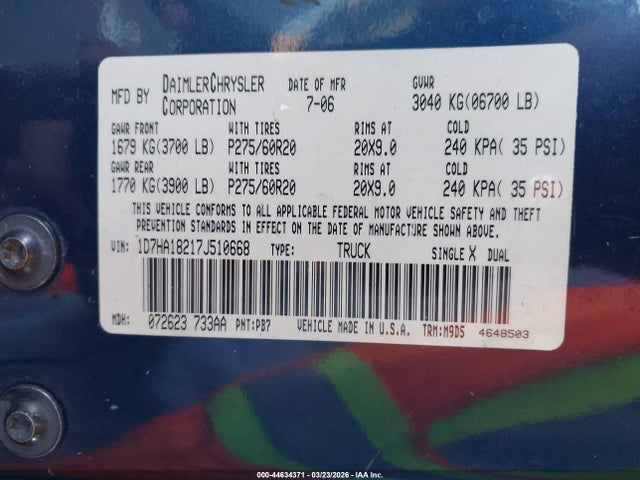 MFD BY DAIMLERCHRYSLER CORPORATION DATE OF MFR 7-06 GVWR 3040 KG(06700 LB)
GAWR FRONT WITH TIRES RIMS AT COLD
1679 KG(3700 LB) P275/60R20 20X9.0 240 KPA( 35 PSI)
GAWR REAR WITH TIRES RIMS AT COLD
1770 KG(3900 LB) P275/60R20 20X9.0 240 KPA( 35 PSI)
THIS VEHICLE CONFORMS TO ALL APPLICABLE FEDERAL MOTOR VEHICLE SAFETY AND THEFT
PREVENTION STANDARDS IN EFFECT ON THE DATE OF MANUFACTURE SHOWN ABOVE.
VIN: 1D7HA18217J510668 TYPE: TRUCK SINGLE X DUAL
MDH: 072623 733AA PNT:PB7 VEHICLE MADE IN U.S.A. TRM:M9D5 4648503
000-44634371 - 03/23/2026 - IAA Inc.